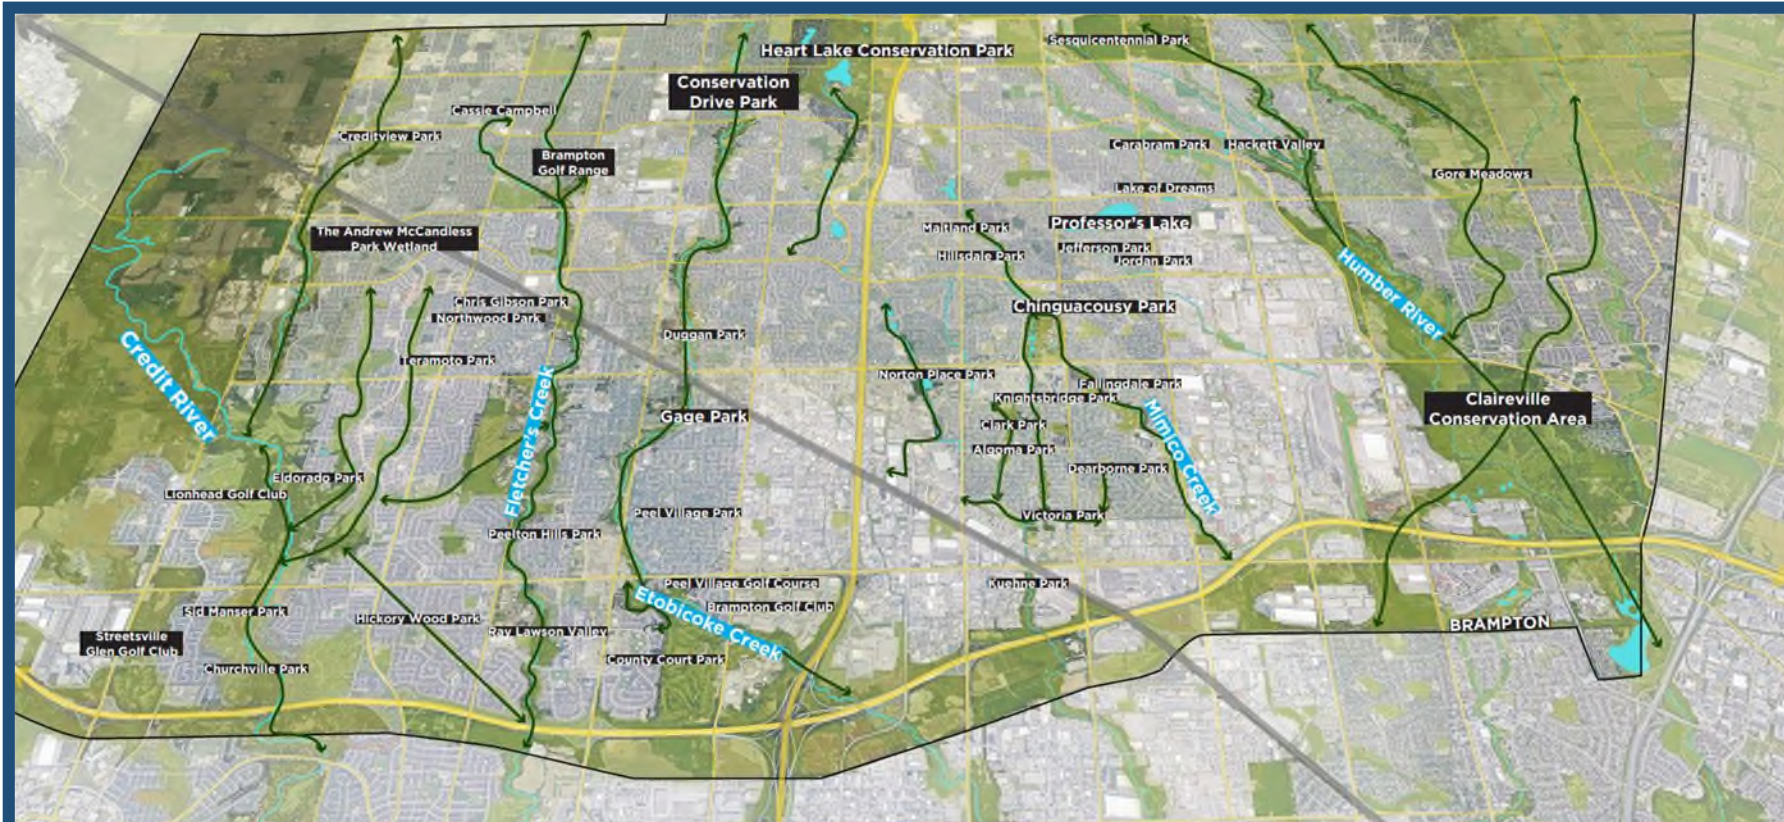 Heart Lake Conservation Park
Sesquicentennial Park
Conservation
Drive Park
Cassie Campbell
Creditview Park
Brampton
Golf Range
Carabram Park
Hackett Valley
Gore Meadows
Lake of Dreams
The Andrew McCandless
Park Wetland
Maitland Park
Professor's Lake
Hillsdale Park
Jefferson Park
Jordan Park
Humber River
Chris Gibson Park
Northwood Park
Chinguacousy Park
Duggan Park
Teramoto Park
Credit River
Norton Place Park
Fallingdale Park
Knightsbridge Park
Claireville
Conservation Area
Fletcher's Creek
Gage Park
Clark Park
Mimico Creek
Algoma Park
Dearborne Park
Eldorado Park
Lionhead Golf Club
Peel Village Park
Victoria Park
Peelton Hills Park
Peel Village Golf Course
Kuehne Park
Etobicoke Creek
Brampton Golf Club
Sid Manser Park
Hickory Wood Park
BRAMPTON
Streetsville
Glen Golf Club
Ray Lawson Valley
County Court Park
Churchville Park